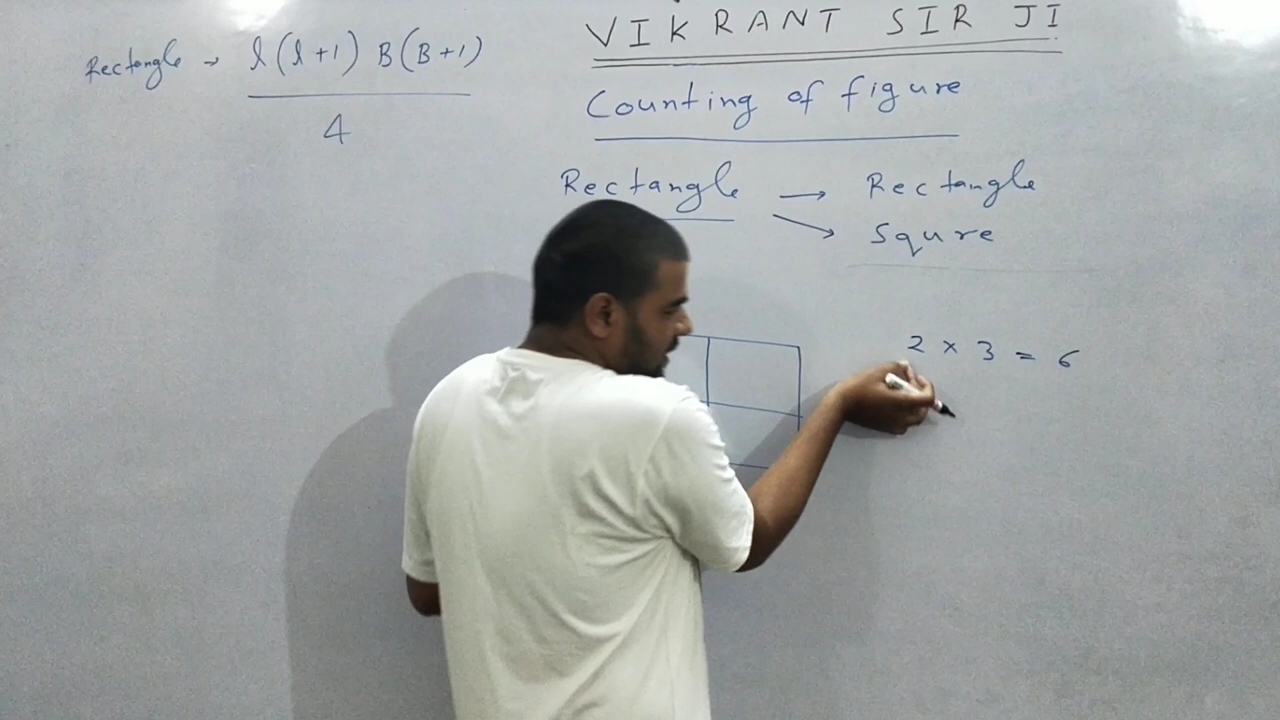 VIKRANT SIR JI
Rectangle → l(l+1) B(B+1)
4
Counting of figure
Rectangle → Rectangle
→ Squre
2 × 3 = 6